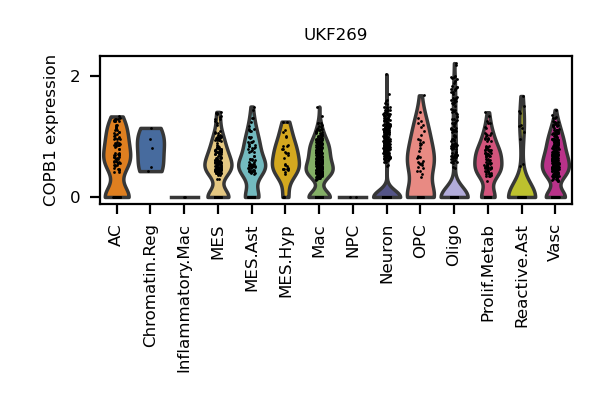 UKF269
COPB1 expression
2
0
AC
Chromatin.Reg
Inflammatory.Mac
MES
MES.Ast
MES.Hyp
Mac
NPC
Neuron
OPC
Oligo
Prolif.Metab
Reactive.Ast
Vasc